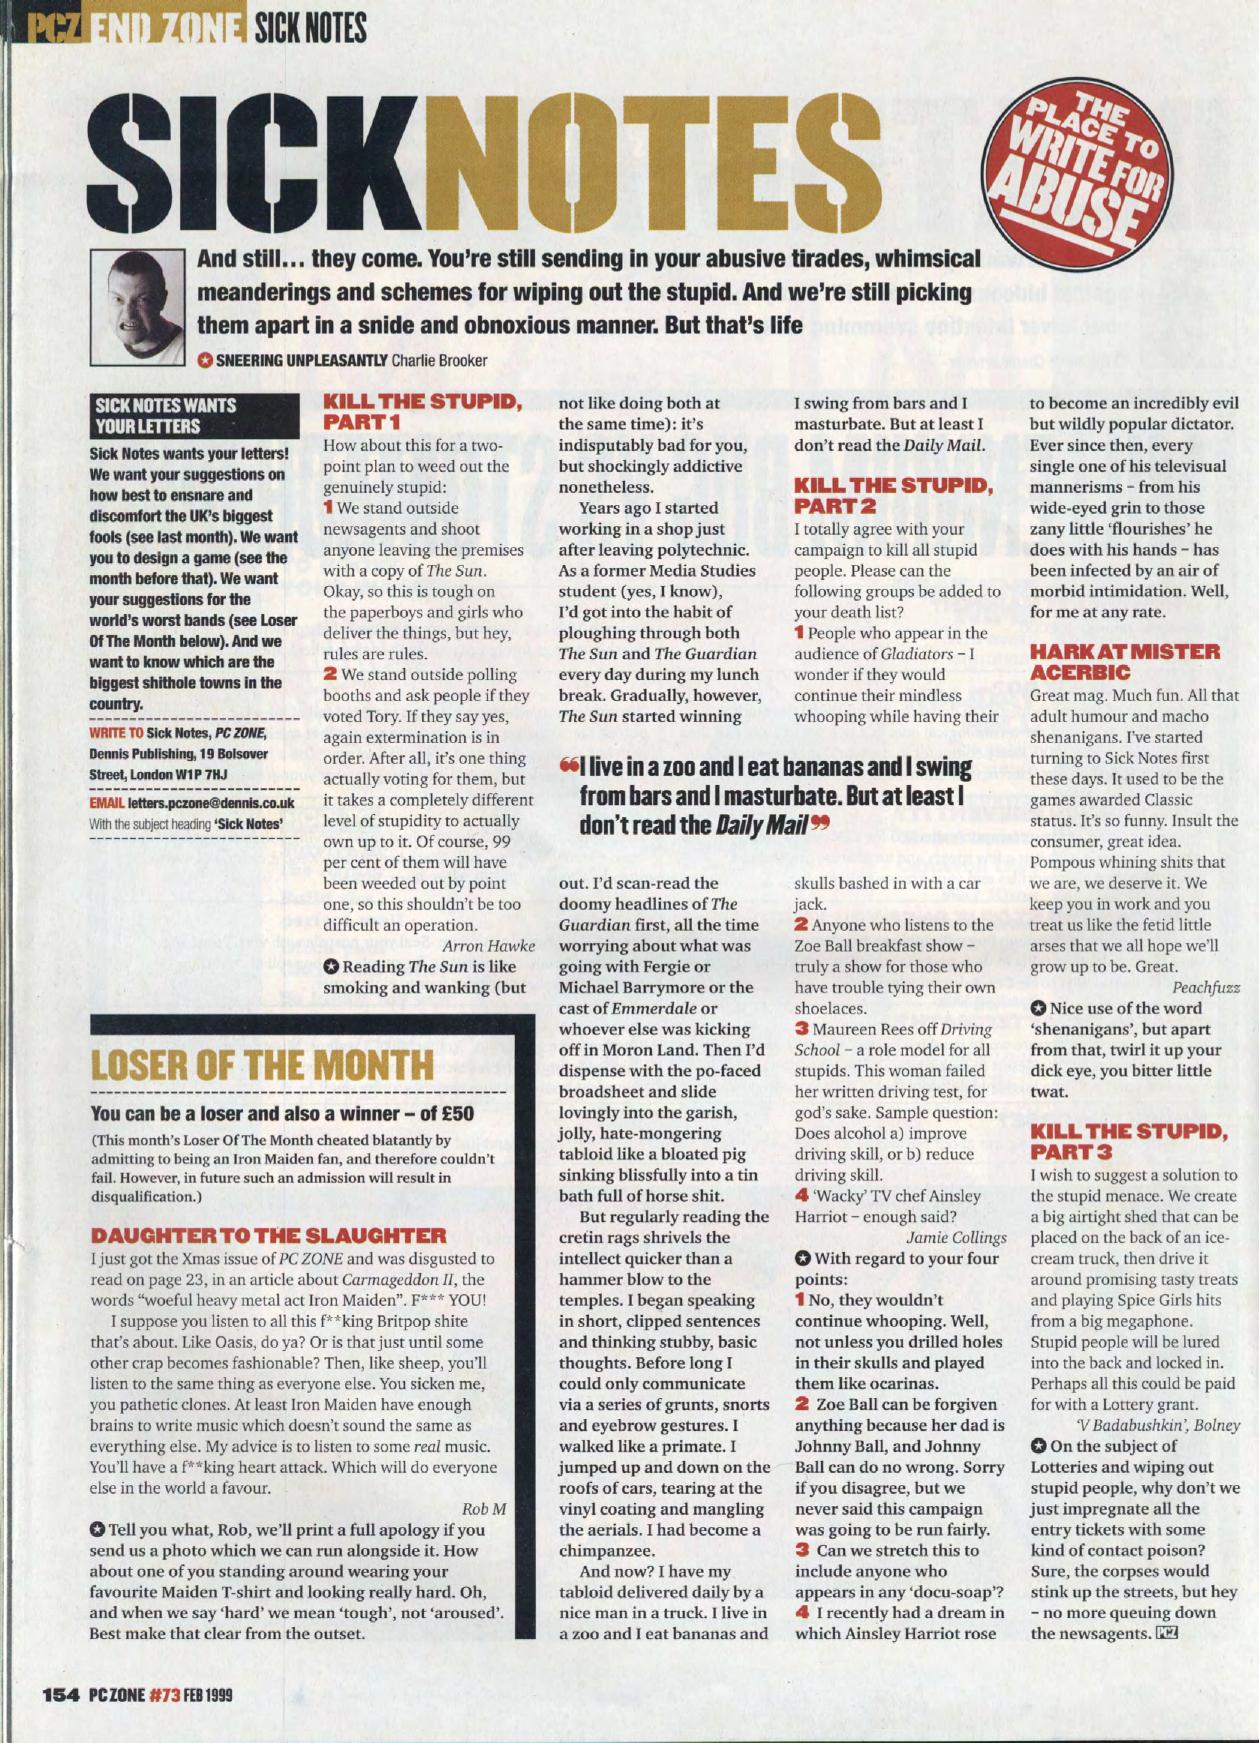 PCZ END ZONE SICK NOTES
SICKNOTES
THE
PLACE TO
WRITE FOR
ABUSE
And still... they come. You're still sending in your abusive tirades, whimsical
meanderings and schemes for wiping out the stupid. And we're still picking
them apart in a snide and obnoxious manner. But that's life
SNEERING UNPLEASANTLY Charlie Brooker
SICK NOTES WANTS
YOUR LETTERS
Sick Notes wants your letters!
We want your suggestions on
how best to ensnare and
discomfort the UK's biggest
fools (see last month). We want
you to design a game (see the
month before that). We want
your suggestions for the
world's worst bands (see Loser
Of The Month below). And we
want to know which are the
biggest shithole towns in the
country.
WRITE TO Sick Notes, PC ZONE,
Dennis Publishing, 19 Bolsover
Street, London W1P 7HJ
EMAIL letters.pczone@dennis.co.uk
With the subject heading 'Sick Notes'
KILL THE STUPID,
PART 1
How about this for a two-
point plan to weed out the
genuinely stupid:
1 We stand outside
newsagents and shoot
anyone leaving the premises
with a copy of The Sun.
Okay, so this is tough on
the paperboys and girls who
deliver the things, but hey,
rules are rules.
2 We stand outside polling
booths and ask people if they
voted Tory. If they say yes,
again extermination is in
order. After all, it's one thing
actually voting for them, but
it takes a completely different
level of stupidity to actually
own up to it. Of course, 99
per cent of them will have
been weeded out by point
one, so this shouldn't be too
difficult an operation.
Arron Hawke
Reading The Sun is like
smoking and wanking (but
not like doing both at
the same time): it's
indisputably bad for you,
but shockingly addictive
nonetheless.
Years ago I started
working in a shop just
after leaving polytechnic.
As a former Media Studies
student (yes, I know),
I'd got into the habit of
ploughing through both
The Sun and The Guardian
every day during my lunch
break. Gradually, however,
The Sun started winning
“I live in a zoo and I eat bananas and I swing
from bars and I masturbate. But at least I
don't read the Daily Mail”
out. I'd scan-read the
doomy headlines of The
Guardian first, all the time
worrying about what was
going with Fergie or
Michael Barrymore or the
cast of Emmerdale or
whoever else was kicking
off in Moron Land. Then I'd
dispense with the po-faced
broadsheet and slide
lovingly into the garish,
jolly, hate-mongering
tabloid like a bloated pig
sinking blissfully into a tin
bath full of horse shit.
But regularly reading the
cretin rags shrivels the
intellect quicker than a
hammer blow to the
temples. I began speaking
in short, clipped sentences
and thinking stubby, basic
thoughts. Before long I
could only communicate
via a series of grunts, snorts
and eyebrow gestures. I
walked like a primate. I
jumped up and down on the
roofs of cars, tearing at the
vinyl coating and mangling
the aerials. I had become a
chimpanzee.
And now? I have my
tabloid delivered daily by a
nice man in a truck. I live in
a zoo and I eat bananas and
I swing from bars and I
masturbate. But at least I
don't read the Daily Mail.
KILL THE STUPID,
PART 2
I totally agree with your
campaign to kill all stupid
people. Please can the
following groups be added to
your death list?
1 People who appear in the
audience of Gladiators – I
wonder if they would
continue their mindless
whooping while having their
skulls bashed in with a car
jack.
2 Anyone who listens to the
Zoe Ball breakfast show –
truly a show for those who
have trouble tying their own
shoelaces.
3 Maureen Rees off Driving
School – a role model for all
stupids. This woman failed
her written driving test, for
god's sake. Sample question:
Does alcohol a) improve
driving skill, or b) reduce
driving skill.
4 'Wacky' TV chef Ainsley
Harriot – enough said?
Jamie Collings
With regard to your four
points:
1 No, they wouldn't
continue whooping. Well,
not unless you drilled holes
in their skulls and played
them like ocarinas.
2 Zoe Ball can be forgiven
anything because her dad is
Johnny Ball, and Johnny
Ball can do no wrong. Sorry
if you disagree, but we
never said this campaign
was going to be run fairly.
3 Can we stretch this to
include anyone who
appears in any 'docu-soap'?
4 I recently had a dream in
which Ainsley Harriot rose
to become an incredibly evil
but wildly popular dictator.
Ever since then, every
single one of his televisual
mannerisms – from his
wide-eyed grin to those
zany little 'flourishes' he
does with his hands – has
been infected by an air of
morbid intimidation. Well,
for me at any rate.
HARK AT MISTER
ACERBIC
Great mag. Much fun. All that
adult humour and macho
shenanigans. I've started
turning to Sick Notes first
these days. It used to be the
games awarded Classic
status. It's so funny. Insult the
consumer, great idea.
Pompous whining shits that
we are, we deserve it. We
keep you in work and you
treat us like the fetid little
arses that we all hope we'll
grow up to be. Great.
Peachfuzz
Nice use of the word
'shenanigans', but apart
from that, twirl it up your
dick eye, you bitter little
twat.
KILL THE STUPID,
PART 3
I wish to suggest a solution to
the stupid menace. We create
a big airtight shed that can be
placed on the back of an ice-
cream truck, then drive it
around promising tasty treats
and playing Spice Girls hits
from a big megaphone.
Stupid people will be lured
into the back and locked in.
Perhaps all this could be paid
for with a Lottery grant.
'V Badabushkin', Bolney
On the subject of
Lotteries and wiping out
stupid people, why don't we
just impregnate all the
entry tickets with some
kind of contact poison?
Sure, the corpses would
stink up the streets, but hey
– no more queuing down
the newsagents. PCZ
LOSER OF THE MONTH
You can be a loser and also a winner – of £50
(This month's Loser Of The Month cheated blatantly by
admitting to being an Iron Maiden fan, and therefore couldn't
fail. However, in future such an admission will result in
disqualification.)
DAUGHTER TO THE SLAUGHTER
I just got the Xmas issue of PC ZONE and was disgusted to
read on page 23, in an article about Carmageddon II, the
words “woeful heavy metal act Iron Maiden”. F*** YOU!
I suppose you listen to all this f**king Britpop shite
that's about. Like Oasis, do ya? Or is that just until some
other crap becomes fashionable? Then, like sheep, you'll
listen to the same thing as everyone else. You sicken me,
you pathetic clones. At least Iron Maiden have enough
brains to write music which doesn't sound the same as
everything else. My advice is to listen to some real music.
You'll have a f**king heart attack. Which will do everyone
else in the world a favour.
Rob M
Tell you what, Rob, we'll print a full apology if you
send us a photo which we can run alongside it. How
about one of you standing around wearing your
favourite Maiden T-shirt and looking really hard. Oh,
and when we say 'hard' we mean 'tough', not 'aroused'.
Best make that clear from the outset.
154 PC ZONE #73 FEB 1999